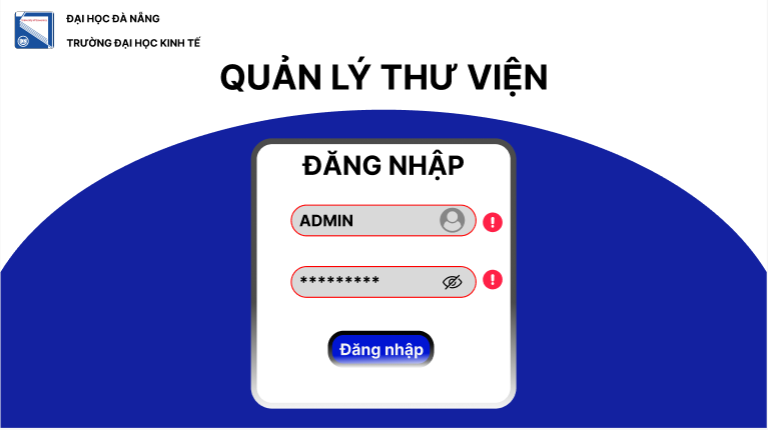 ĐẠI HỌC ĐÀ NẴNG
TRƯỜNG ĐẠI HỌC KINH TẾ
QUẢN LÝ THƯ VIỆN
ĐĂNG NHẬP
ADMIN
*********
Đăng nhập